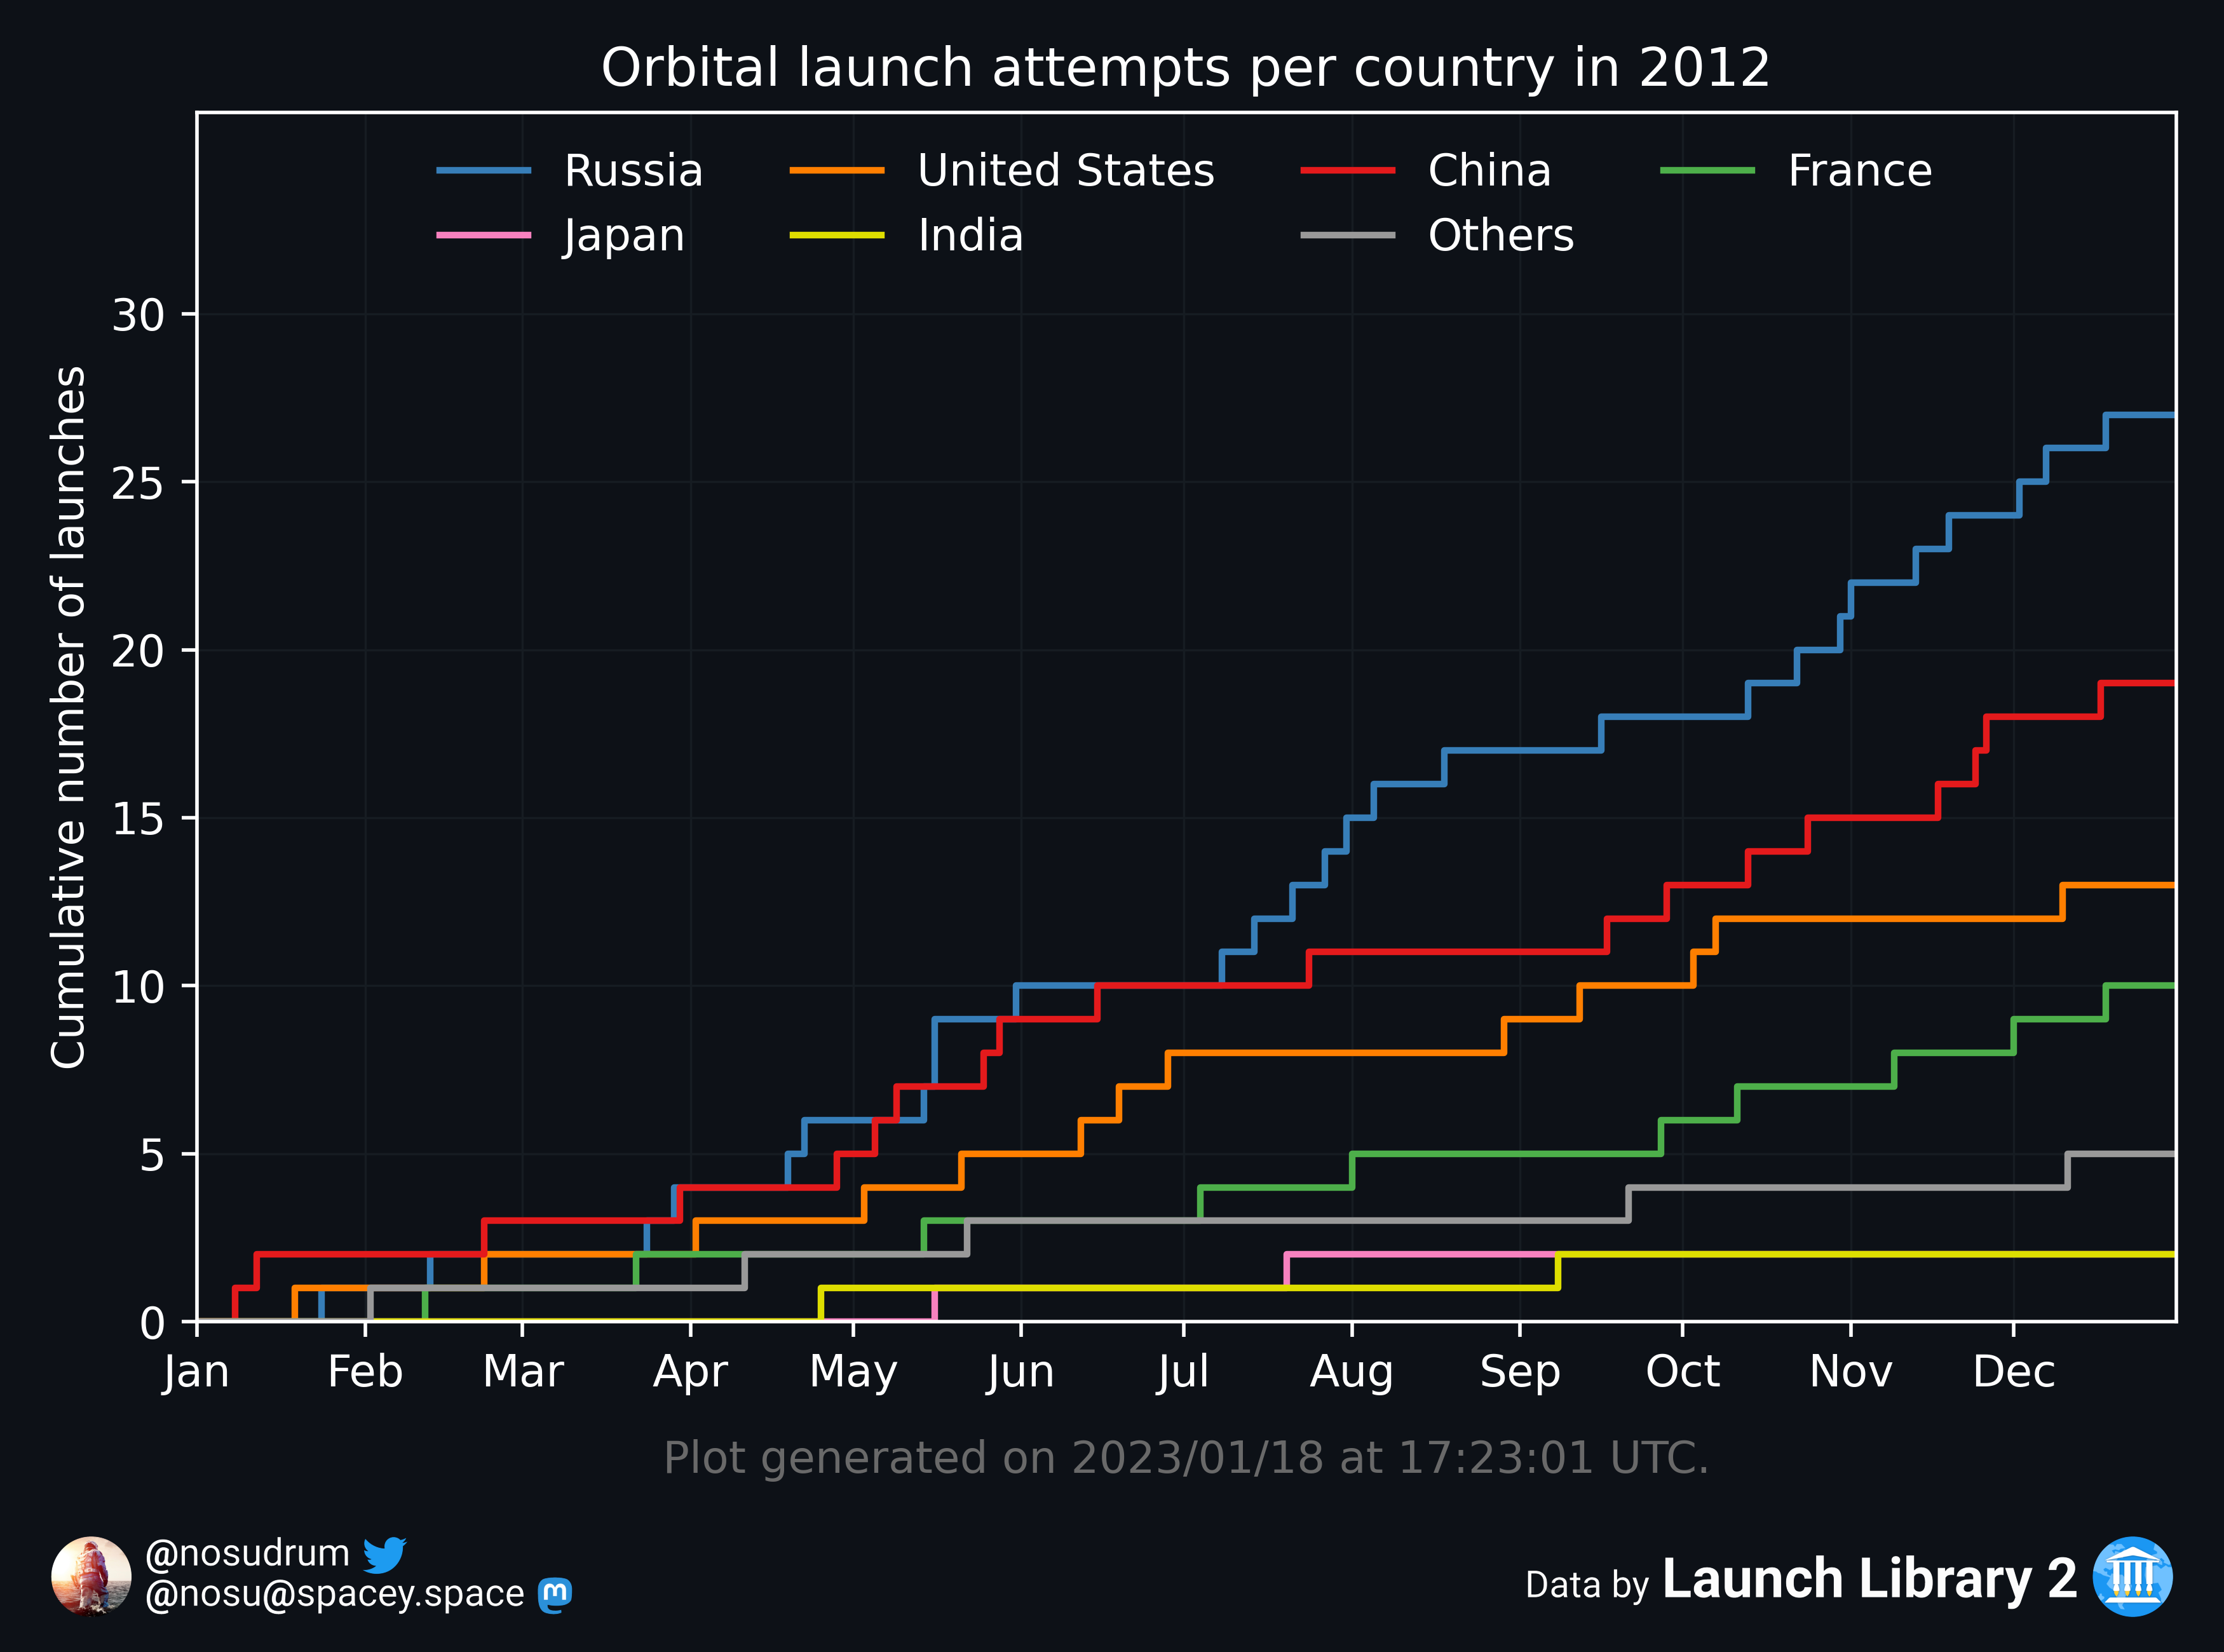 Orbital launch attempts per country in 2012
Russia United States China France
Japan India Others
Cumulative number of launches
30
25
20
15
10
5
0
Jan Feb Mar Apr May Jun Jul Aug Sep Oct Nov Dec
Plot generated on 2023/01/18 at 17:23:01 UTC.
@nosudrum
@nosu@spacey.space
Data by Launch Library 2